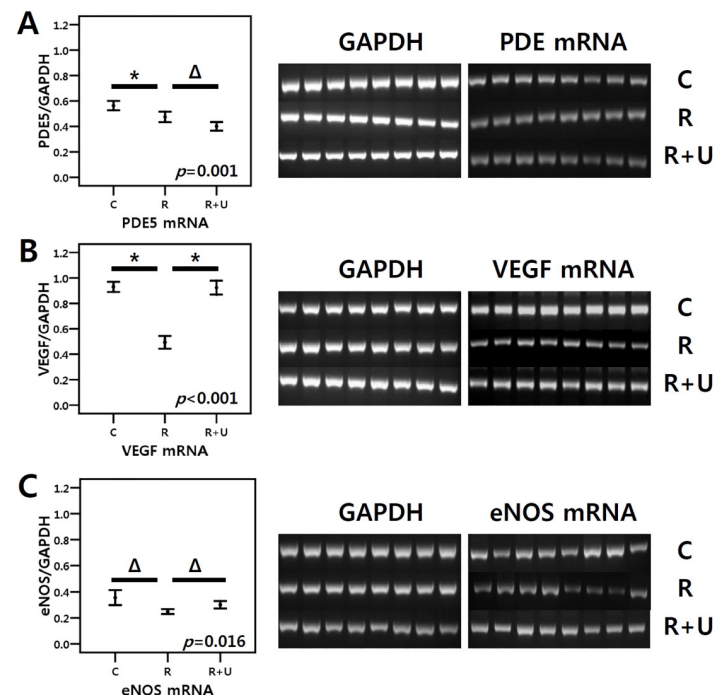 A
PDE5/GAPDH
1.2
1.0
0.8
0.6
0.4
0.2
0.0
* Δ
p=0.001
C R R+U
PDE5 mRNA
GAPDH PDE mRNA
C
R
R+U
B
VEGF/GAPDH
1.2
1.0
0.8
0.6
0.4
0.2
0.0
* *
p<0.001
C R R+U
VEGF mRNA
GAPDH VEGF mRNA
C
R
R+U
C
eNOS/GAPDH
1.2
1.0
0.8
0.6
0.4
0.2
0.0
Δ Δ
p=0.016
C R R+U
eNOS mRNA
GAPDH eNOS mRNA
C
R
R+U